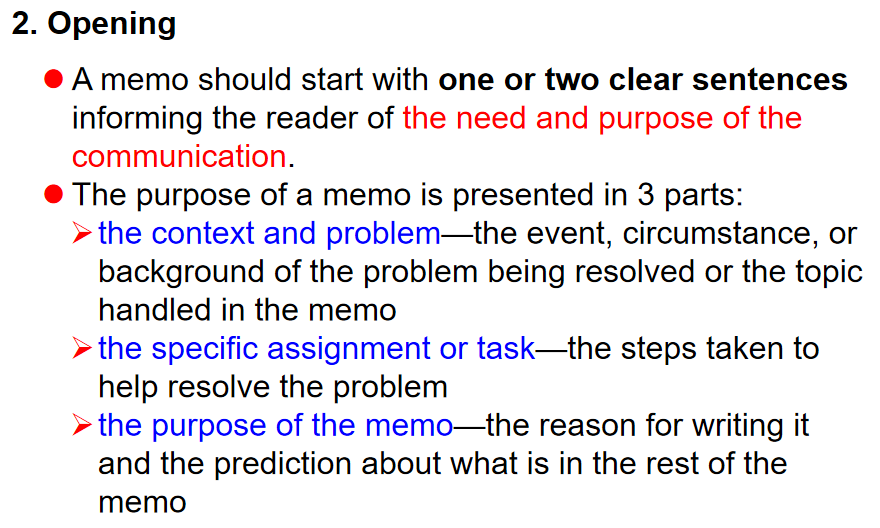 2. Opening
● A memo should start with one or two clear sentences
informing the reader of the need and purpose of the
communication.
● The purpose of a memo is presented in 3 parts:
➢ the context and problem—the event, circumstance, or
background of the problem being resolved or the topic
handled in the memo
➢ the specific assignment or task—the steps taken to
help resolve the problem
➢ the purpose of the memo—the reason for writing it
and the prediction about what is in the rest of the
memo